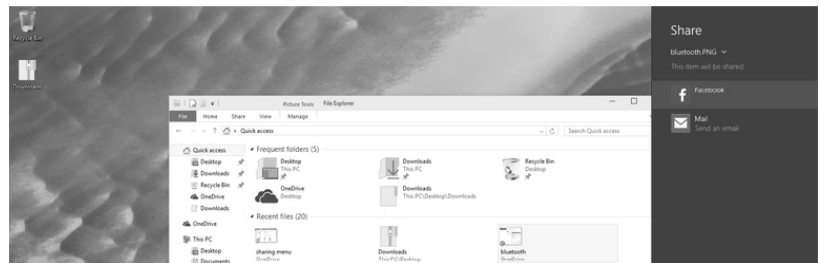 Recycle Bin
Downloads
Picture Tools
File Explorer
File
Home
Share
View
Manage
Quick access
Search Quick access
Quick access
Desktop
Downloads
Recycle Bin
OneDrive
Downloads
OneDrive
This PC
Desktop
Documents
Frequent folders (5)
Desktop
This PC
Downloads
This PC
Recycle Bin
Desktop
OneDrive
Desktop
Downloads
This PC\Desktop\Downloads
Recent files (20)
sharing menu
OneDrive
Downloads
This PC\Desktop
bluetooth
OneDrive
Share
bluetooth.PNG
This item will be shared.
Facebook
Mail
Send an email